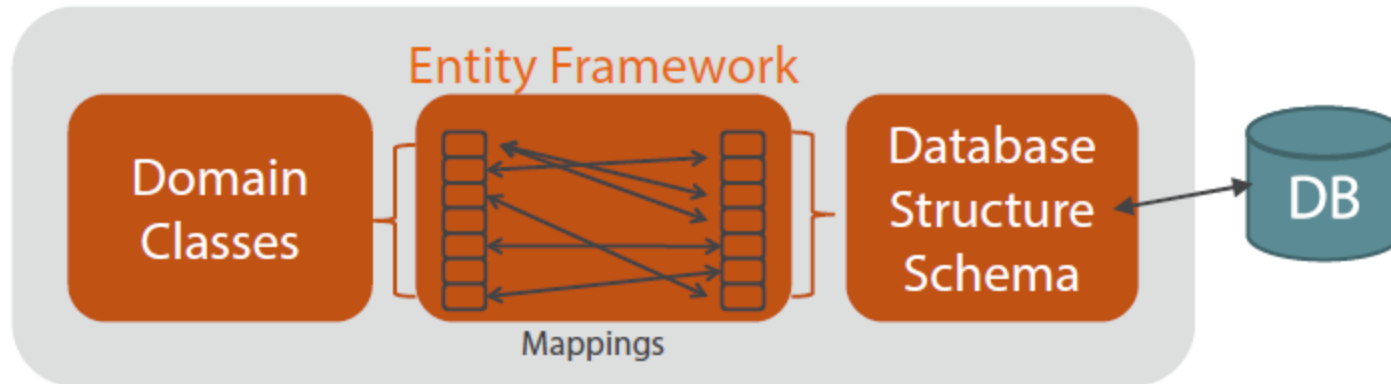 Entity Framework
Domain
Classes
Database
Structure
Schema
DB
Mappings